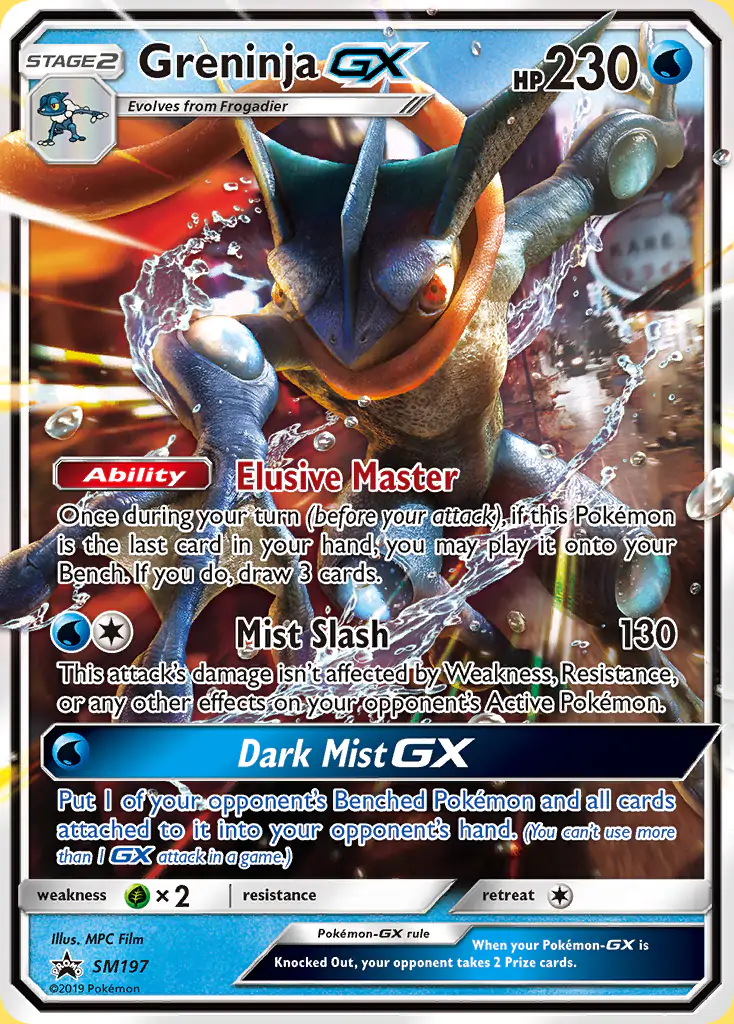 STAGE2
Greninja GX
HP230
Evolves from Frogadier
KARE
Ability
Elusive Master
Once during your turn (before your attack), if this Pokémon
is the last card in your hand, you may play it onto your
Bench. If you do, draw 3 cards.
Mist Slash 130
This attack's damage isn't affected by Weakness, Resistance,
or any other effects on your opponent's Active Pokémon.
Dark Mist GX
Put 1 of your opponent's Benched Pokémon and all cards
attached to it into your opponent's hand. (You can't use more
than 1 GX attack in a game.)
weakness ×2 resistance retreat
Illus. MPC Film
Pokémon-GX rule
When your Pokémon-GX is
Knocked Out, your opponent takes 2 Prize cards.
PROMO
SM197
©2019 Pokémon